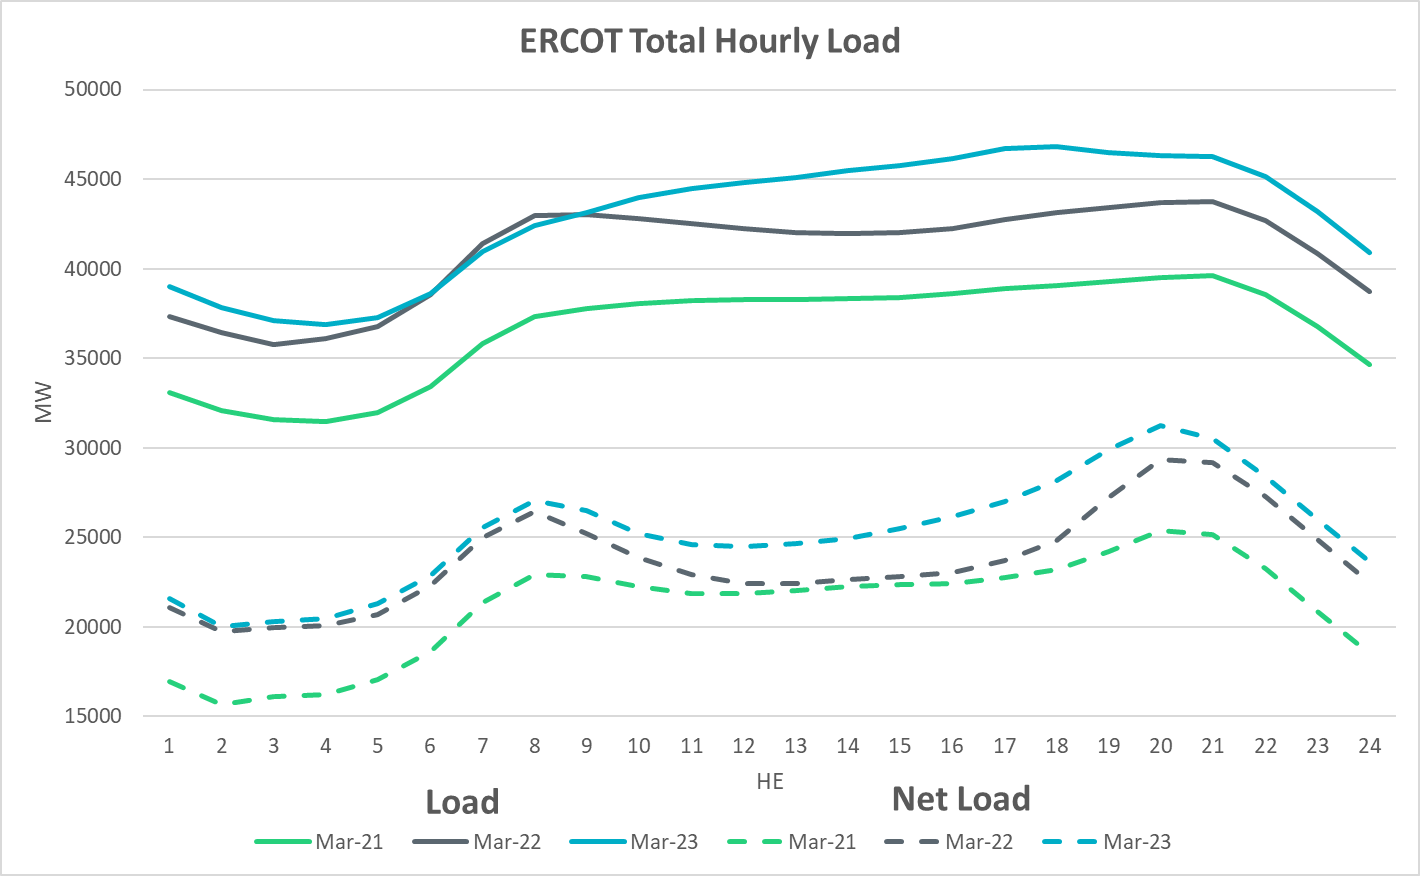 ERCOT Total Hourly Load
50000
45000
40000
35000
30000
25000
20000
15000
MW
1 2 3 4 5 6 7 8 9 10 11 12 13 14 15 16 17 18 19 20 21 22 23 24
HE
Load Net Load
Mar-21 Mar-22 Mar-23 Mar-21 Mar-22 Mar-23